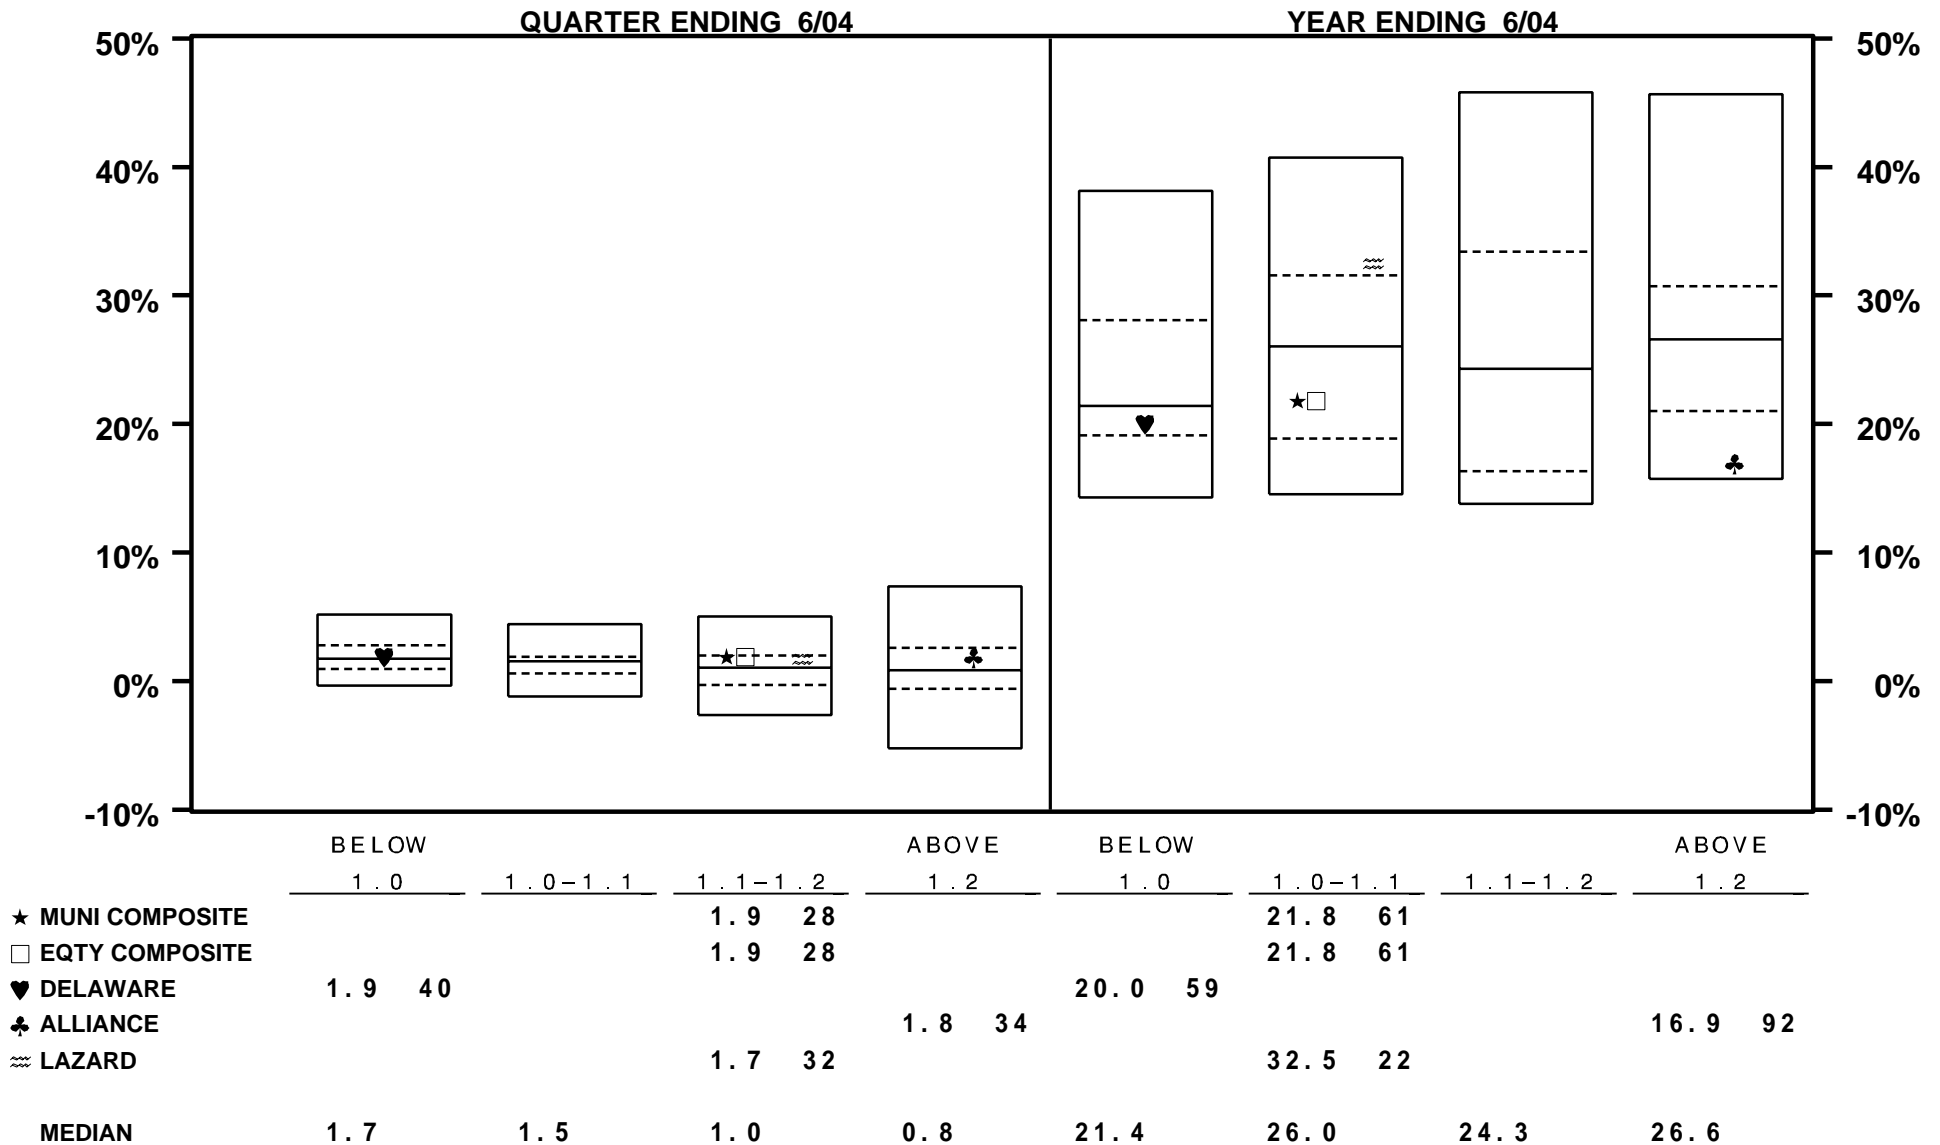 QUARTER ENDING 6/04 YEAR ENDING 6/04
50% 50%
40% 40%
30% 30%
20% 20%
10% 10%
0% 0%
-10% -10%
BELOW ABOVE BELOW ABOVE
1.0 1.0-1.1 1.1-1.2 1.2 1.0 1.0-1.1 1.1-1.2 1.2
★ MUNI COMPOSITE 1.9 28 21.8 61
□ EQTY COMPOSITE 1.9 28 21.8 61
♥ DELAWARE 1.9 40 20.0 59
♣ ALLIANCE 1.8 34 16.9 92
LAZARD 1.7 32 32.5 22
MEDIAN 1.7 1.5 1.0 0.8 21.4 26.0 24.3 26.6